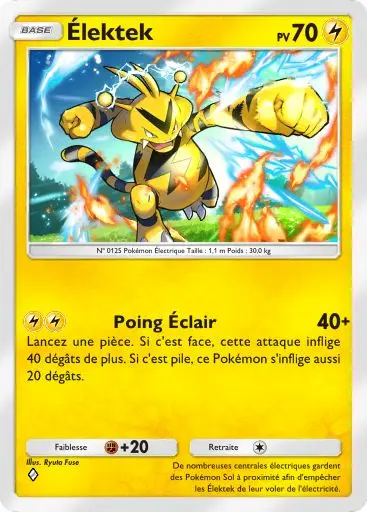 BASE Élektek PV 70
N° 0125 Pokémon Électrique Taille : 1,1 m Poids : 30,0 kg
Poing Éclair 40+
Lancez une pièce. Si c'est face, cette attaque inflige
40 dégâts de plus. Si c'est pile, ce Pokémon s'inflige aussi
20 dégâts.
Faiblesse +20 Retraite
Illus. Ryuta Fuse
De nombreuses centrales électriques gardent
des Pokémon Sol à proximité afin d'empêcher
les Élektek de leur voler de l'électricité.